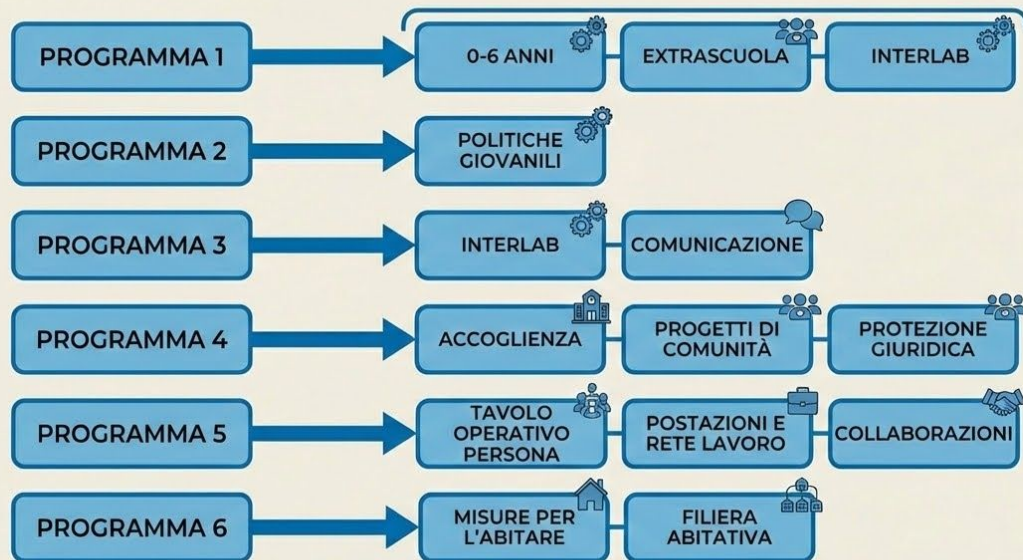 PROGRAMMA 1
0-6 ANNI
EXTRASCUOLA
INTERLAB
PROGRAMMA 2
POLITICHE
GIOVANILI
PROGRAMMA 3
INTERLAB
COMUNICAZIONE
PROGRAMMA 4
ACCOGLIENZA
PROGETTI DI
COMUNITÀ
PROTEZIONE
GIURIDICA
PROGRAMMA 5
TAVOLO
OPERATIVO
PERSONA
POSTAZIONI E
RETE LAVORO
COLLABORAZIONI
PROGRAMMA 6
MISURE PER
L'ABITARE
FILIERA
ABITATIVA